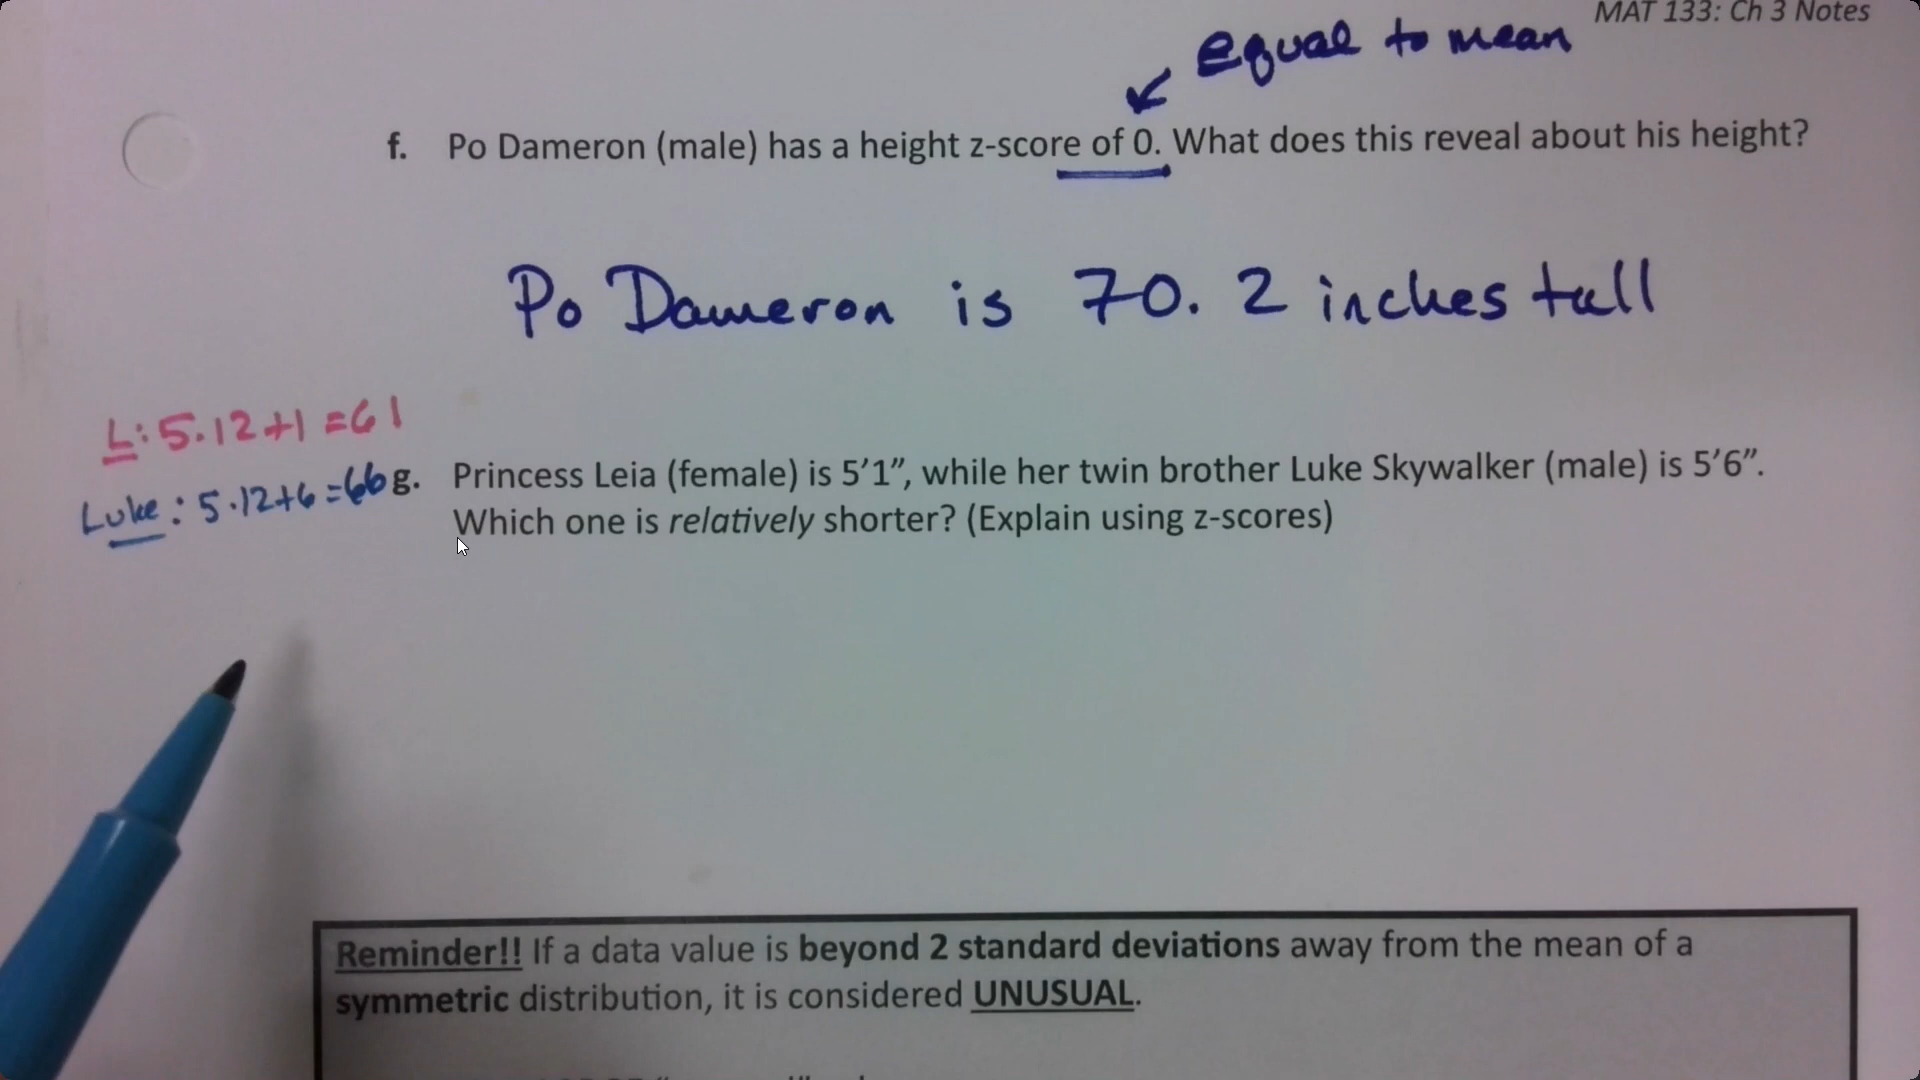 MAT 133: Ch 3 Notes
equal to mean
f. Po Dameron (male) has a height z-score of 0. What does this reveal about his height?
Po Dameron is 70.2 inches tall
L: 5·12+1=61
Luke: 5·12+6=66
g. Princess Leia (female) is 5’1”, while her twin brother Luke Skywalker (male) is 5’6”.
Which one is relatively shorter? (Explain using z-scores)
Reminder!! If a data value is beyond 2 standard deviations away from the mean of a
symmetric distribution, it is considered UNUSUAL.